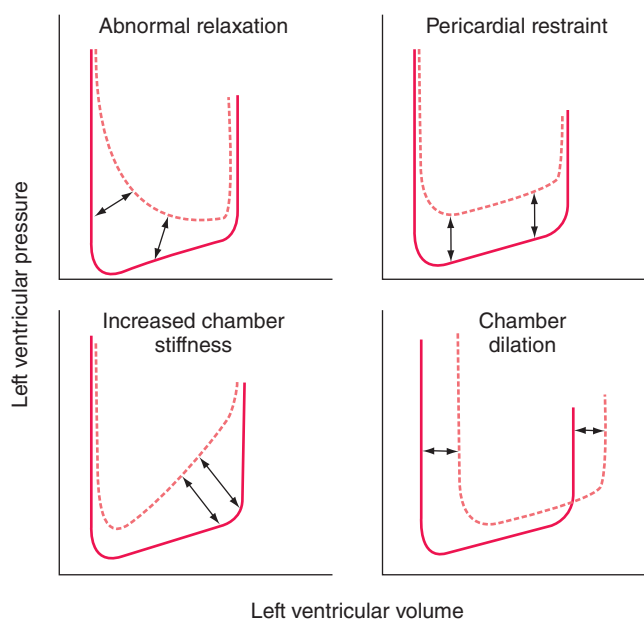 Abnormal relaxation
Pericardial restraint
Left ventricular pressure
Increased chamber
stiffness
Chamber
dilation
Left ventricular volume